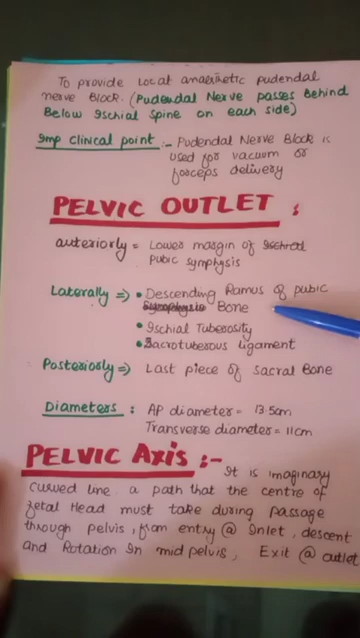 To provide Local anaesthetic pudendal
nerve Block. (Pudendal Nerve passes Behind
Below Ischial Spine on each side)
Imp clinical point :- Pudendal Nerve Block is
used for vacuum or
forceps delivery
PELVIC OUTLET :
anteriorly = Lower margin of
Pubic symphysis
Laterally => • Descending Ramus of pubic
Bone
• Ischial Tuberosity
• Sacrotuberous ligament
Posteriorly => Last piece of sacral Bone
Diameters : AP diameter = 13.5cm
Transverse diameter = 11cm
PELVIC AXIS :-
It is imaginary
curved line a path that the centre of
fetal Head must take during passage
through pelvis, from entry @ Inlet, descent
and Rotation In mid pelvis, Exit @ outlet